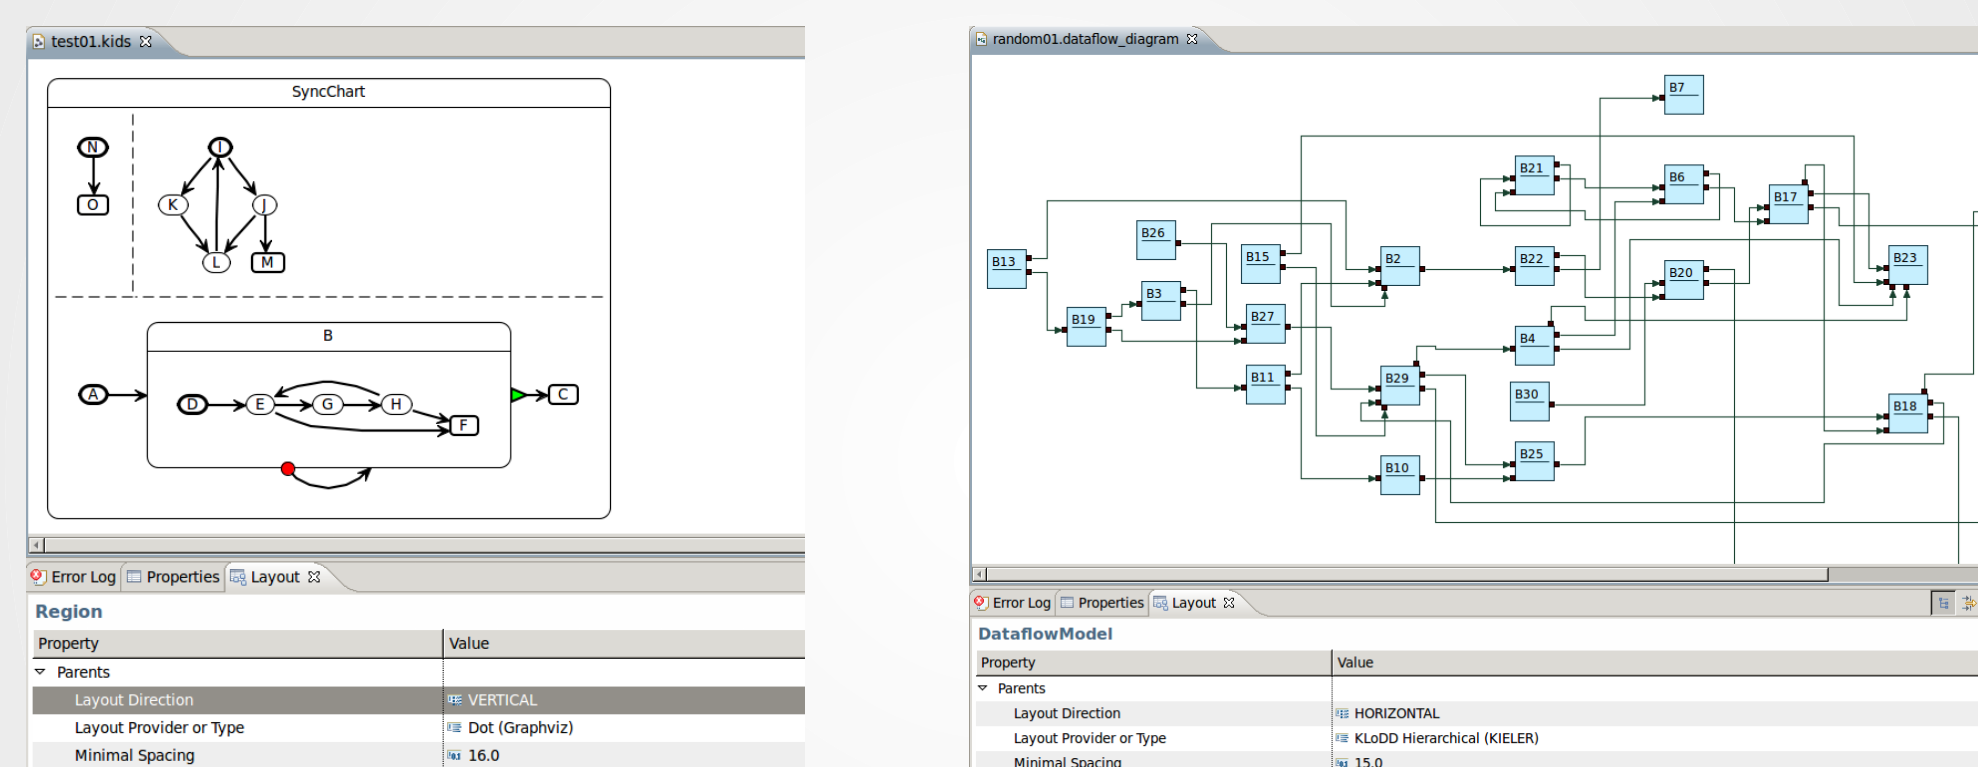 test01.kids
SyncChart
N
I
O
K
J
L
M
B
A
D
E
G
H
F
C
Error Log Properties Layout
Region
Property Value
Parents
Layout Direction VERTICAL
Layout Provider or Type Dot (Graphviz)
Minimal Spacing 16.0
random01.dataflow_diagram
B7
B21
B6
B17
B26
B13
B15
B2
B22
B20
B23
B3
B19
B27
B4
B11
B29
B30
B18
B10
B25
Error Log Properties Layout
DataflowModel
Property Value
Parents
Layout Direction HORIZONTAL
Layout Provider or Type KLoDD Hierarchical (KIELER)
Minimal Spacing 15.0